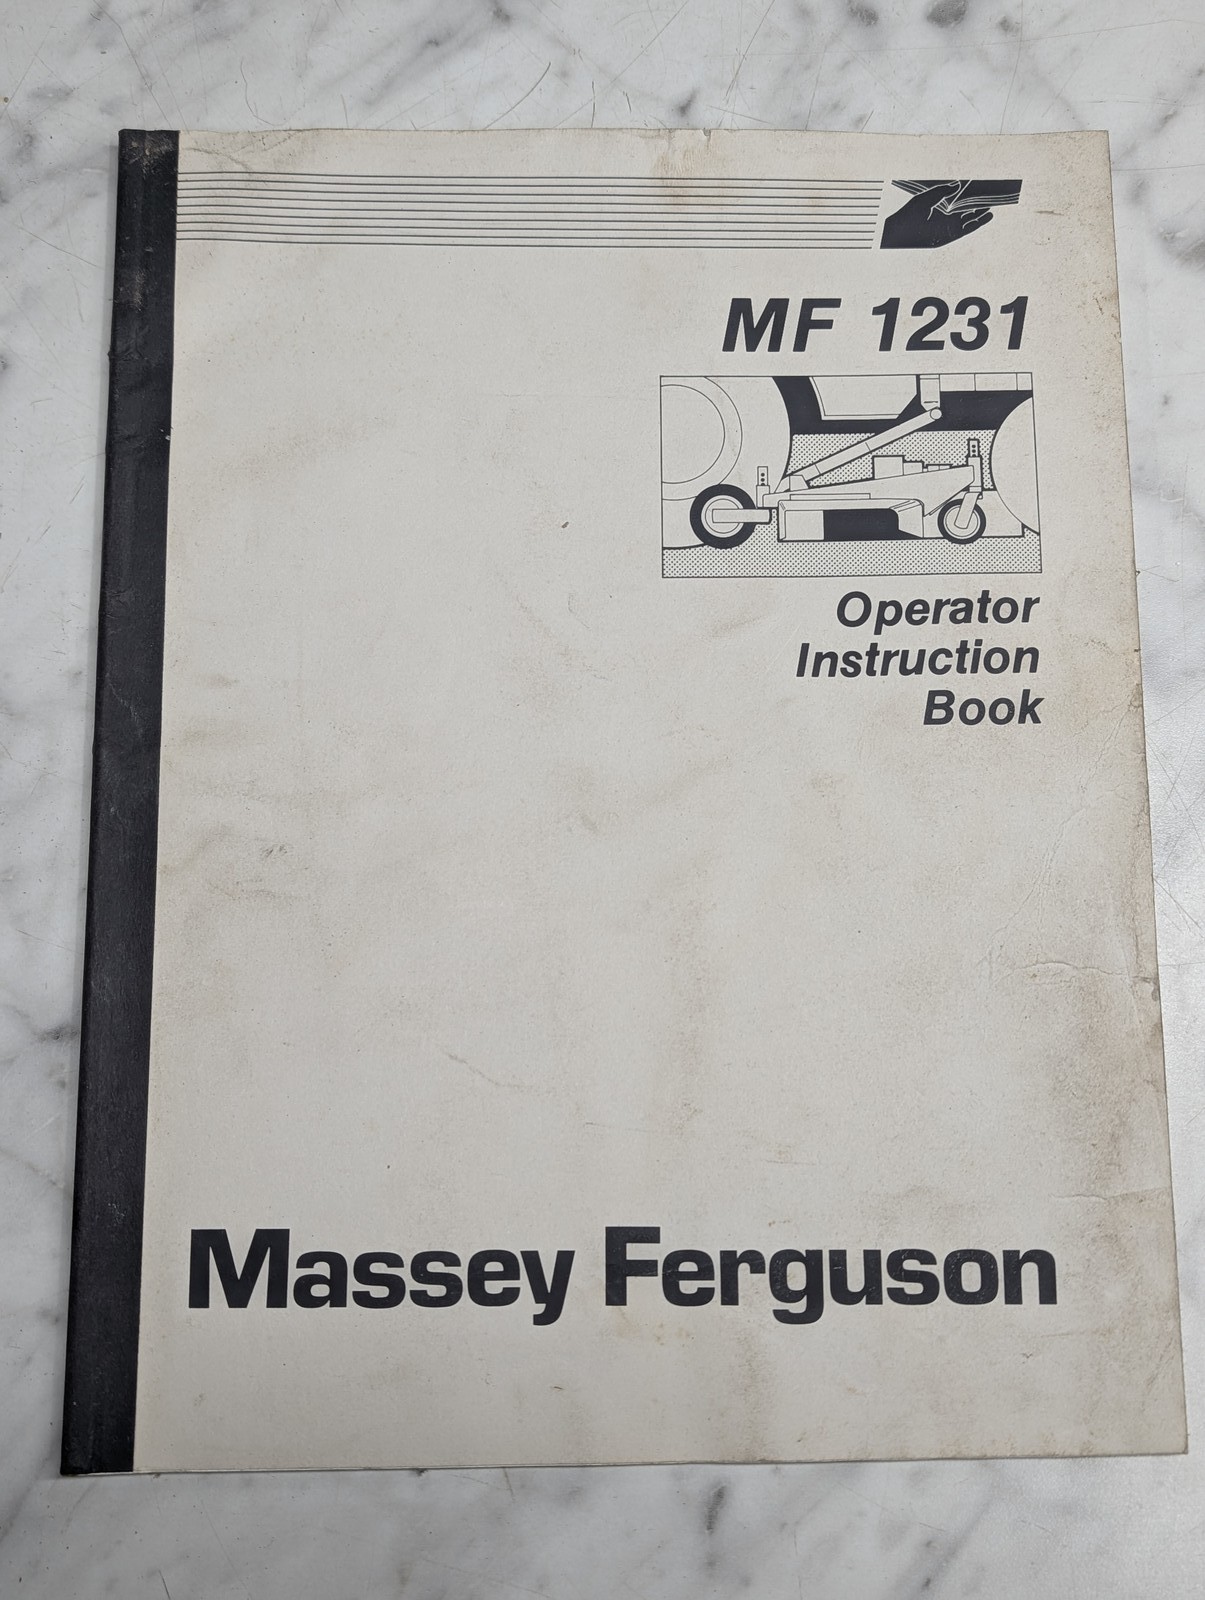 MF 1231
Operator
Instruction
Book
Massey Ferguson